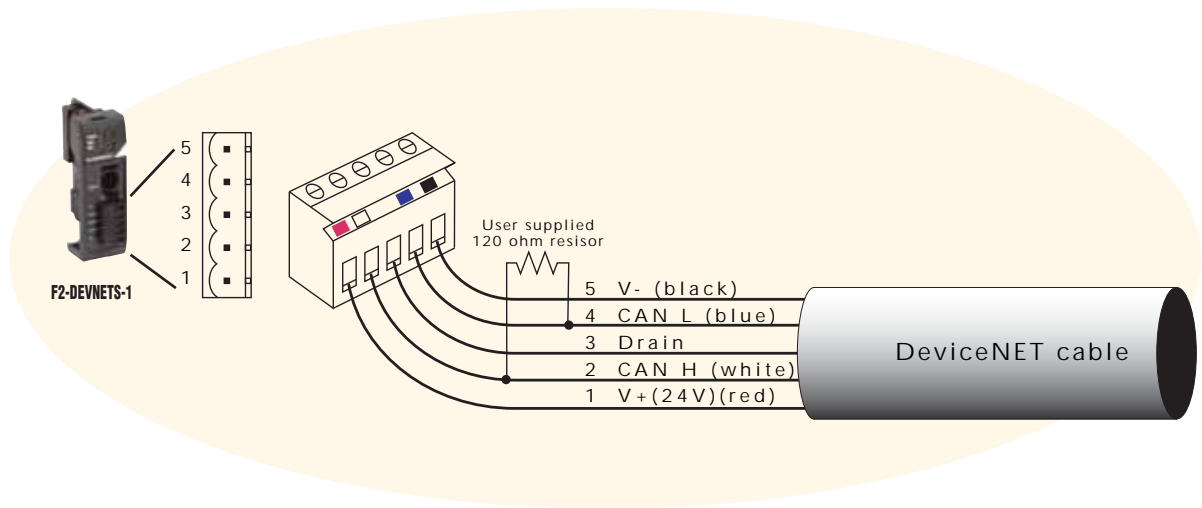 5
4
3
2
1
F2-DEVNETS-1
User supplied
120 ohm resisor
5 V- (black)
4 CAN L (blue)
3 Drain
2 CAN H (white)
1 V+(24V)(red)
DeviceNET cable